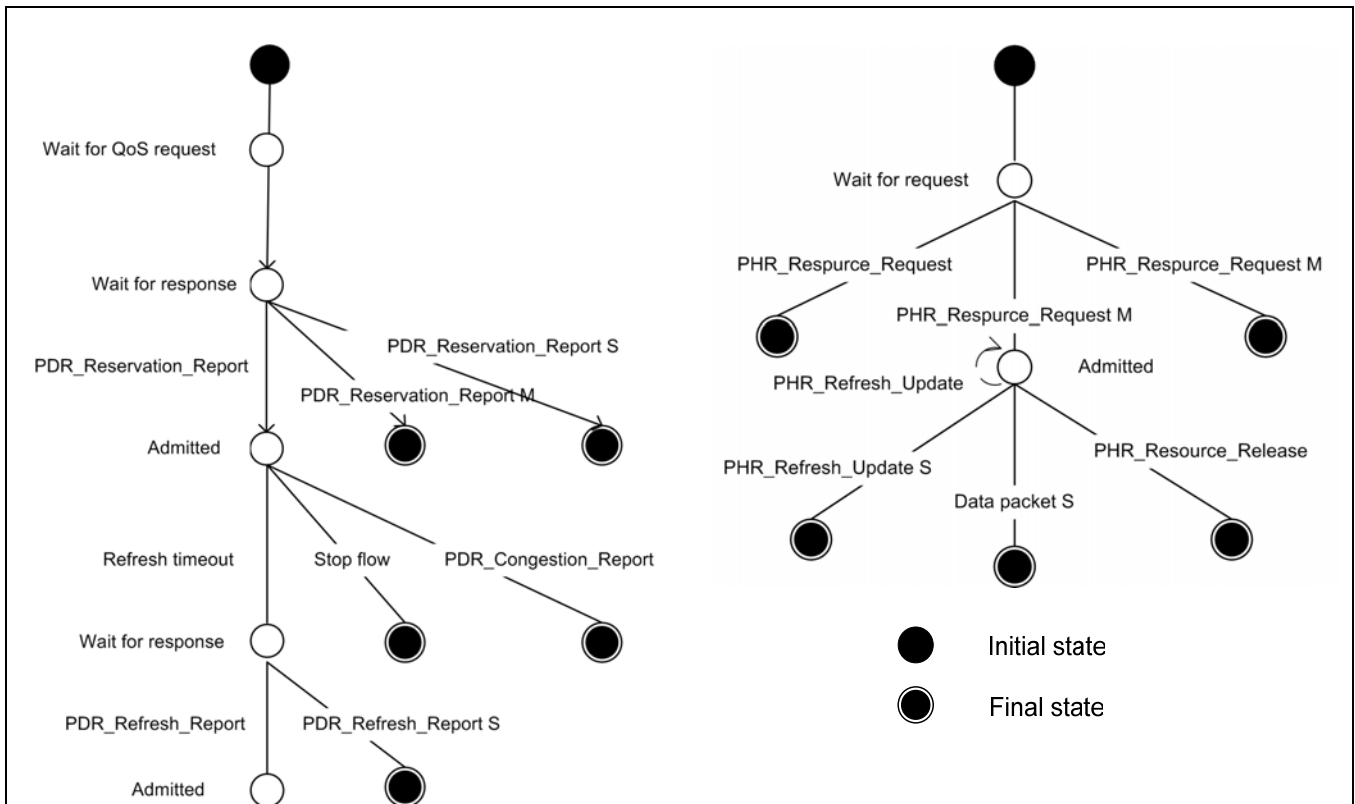 Wait for QoS request
Wait for response
PDR_Reservation_Report S
PDR_Reservation_Report
PDR_Reservation_Report M
Admitted
Refresh timeout
Stop flow
PDR_Congestion_Report
Wait for response
PDR_Refresh_Report
PDR_Refresh_Report S
Admitted
Wait for request
PHR_Respurce_Request
PHR_Respurce_Request M
PHR_Respurce_Request M
Admitted
PHR_Refresh_Update
PHR_Resource_Release
PHR_Refresh_Update S
Data packet S
Initial state
Final state